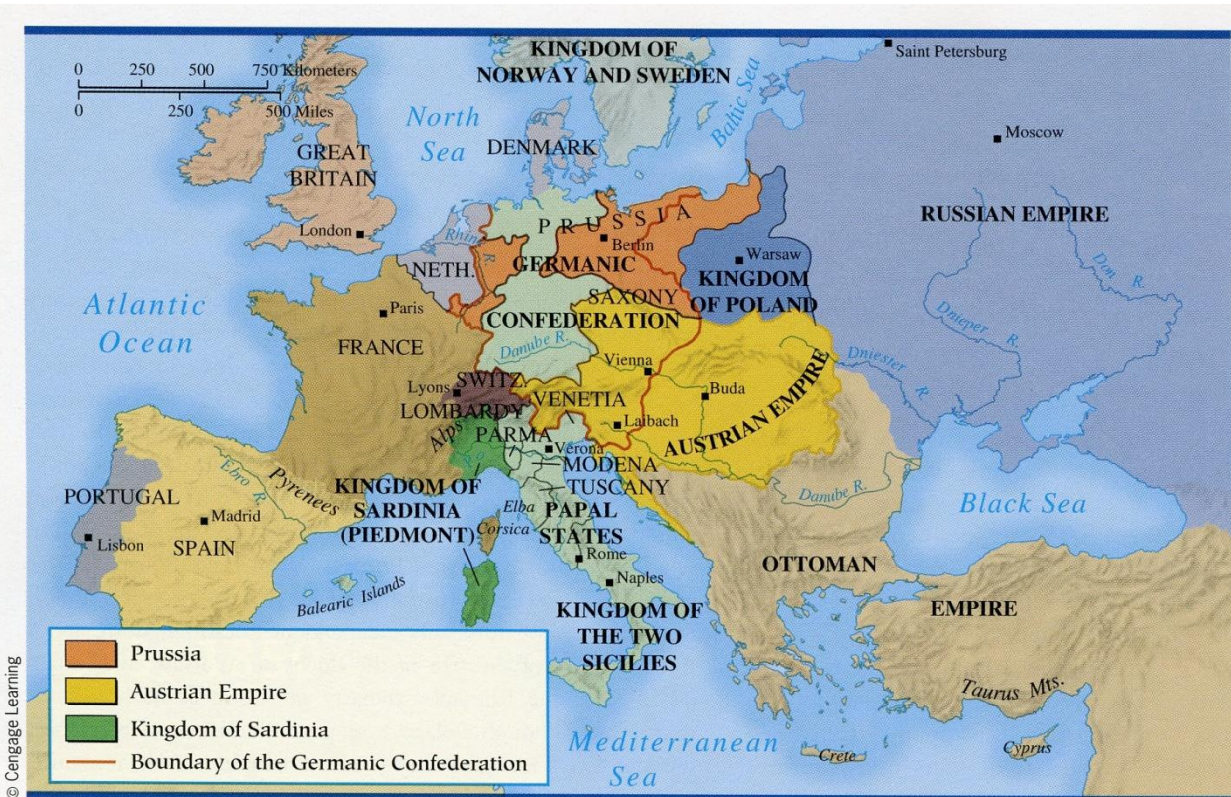 KINGDOM OF
NORWAY AND SWEDEN
Saint Petersburg
0 250 500 750 Kilometers
0 250 500 Miles
North
Sea
Baltic Sea
Moscow
DENMARK
GREAT
BRITAIN
London
PRUSSIA
Berlin
RUSSIAN EMPIRE
Rhine R.
NETH.
GERMANIC
CONFEDERATION
Warsaw
KINGDOM
OF POLAND
SAXONY
Don R.
Dnieper R.
Dniester R.
Atlantic
Ocean
Paris
FRANCE
Danube R.
Vienna
Buda
AUSTRIAN EMPIRE
Lyons
SWITZ.
LOMBARDY
VENETIA
Laibach
Alps
PARMA
Po R.
Verona
MODENA
TUSCANY
PORTUGAL
Ebro R.
Pyrenees
Madrid
Lisbon
SPAIN
KINGDOM OF
SARDINIA
(PIEDMONT)
Elba
Corsica
PAPAL
STATES
Rome
Naples
Danube R.
Black Sea
OTTOMAN
EMPIRE
Balearic Islands
KINGDOM OF
THE TWO
SICILIES
Taurus Mts.
Mediterranean
Sea
Crete
Cyprus
Prussia
Austrian Empire
Kingdom of Sardinia
Boundary of the Germanic Confederation
© Cengage Learning